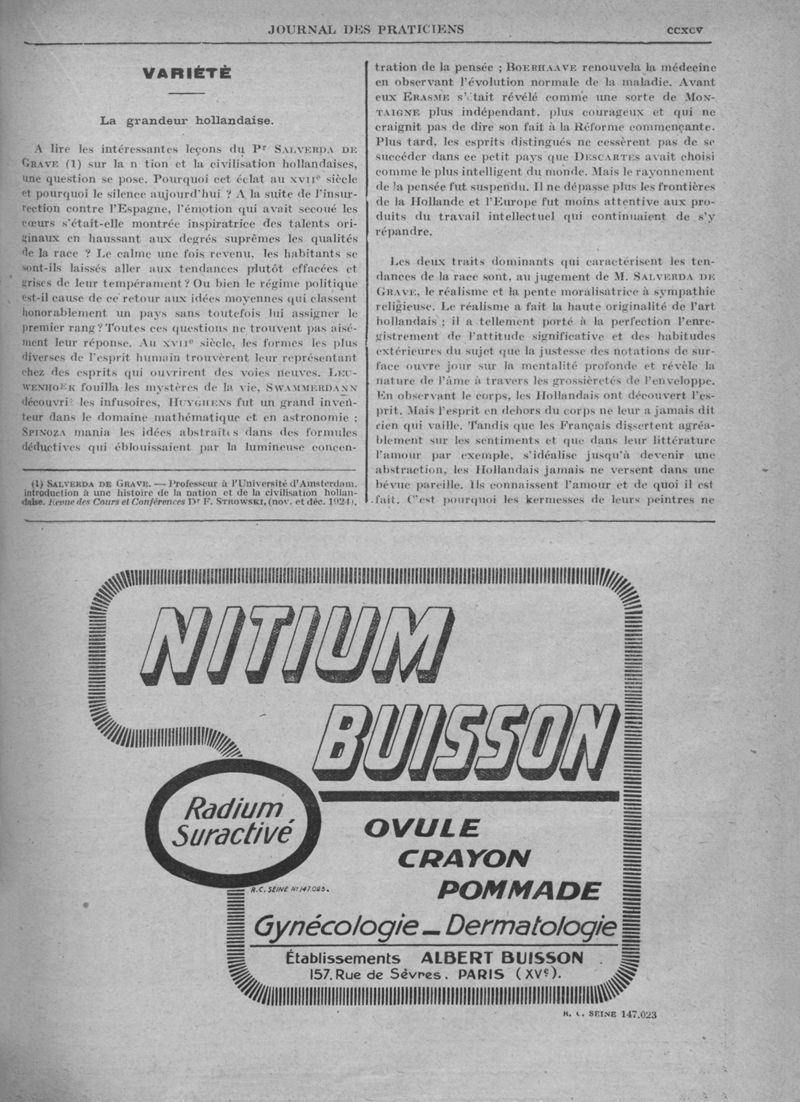 JOURNAL DES PRATICIENS
CCXCV
VARIÉTÉ
La grandeur hollandaise.
A lire les intéressantes leçons du Pr SALVERDA DE
GRAVE (1) sur la n tion et la civilisation hollandaises,
une question se pose. Pourquoi cet éclat au XVIIe siècle
et pourquoi le silence aujourd'hui ? A la suite de l'insur-
rection contre l'Espagne, l'émotion qui avait secoué les
cœurs s'était-elle montrée inspiratrice des talents ori-
ginaux en haussant aux degrés suprêmes les qualités
de la race ? Le calme une fois revenu, les habitants se
sont-ils laissés aller aux tendances plutôt effacées et
grises de leur tempérament ? Ou bien le régime politique
est-il cause de ce retour aux idées moyennes qui classent
honorablement un pays sans toutefois lui assigner le
premier rang ? Toutes ces questions ne trouvent pas aisé-
ment leur réponse. Au XVIIe siècle, les formes les plus
diverses de l'esprit humain trouvèrent leur représentant
chez des esprits qui ouvrirent des voies neuves. LEU-
WENHOEK fouilla les mystères de la vie, SWAMMERDANN
découvrit les infusoires, HUYGHENS fut un grand inven-
teur dans le domaine mathématique et en astronomie ;
SPINOZA mania les idées abstraites dans des formules
déductives qui éblouissaient par la lumineuse concen-
(1) SALVERDA DE GRAVE. — Professeur à l'Université d'Amsterdam.
introduction à une histoire de la nation et de la civilisation hollan-
daise. Revue des Cours et Conférences Dr F. STROWSKI, (nov. et déc. 1924).
tration de la pensée ; BOERHAAVE renouvela la médecine
en observant l'évolution normale de la maladie. Avant
eux ERASME s'était révélé comme une sorte de MON-
TAIGNE plus indépendant, plus courageux et qui ne
craignit pas de dire son fait à la Réforme commençante.
Plus tard, les esprits distingués ne cessèrent pas de se
succéder dans ce petit pays que DESCARTES avait choisi
comme le plus intelligent du monde. Mais le rayonnement
de la pensée fut suspendu. Il ne dépasse plus les frontières
de la Hollande et l'Europe fut moins attentive aux pro-
duits du travail intellectuel qui continuaient de s'y
répandre.
Les deux traits dominants qui caractérisent les ten-
dances de la race sont, au jugement de M. SALVERDA DE
GRAVE, le réalisme et la pente moralisatrice à sympathie
religieuse. Le réalisme a fait la haute originalité de l'art
hollandais ; il a tellement porté à la perfection l'enre-
gistrement de l'attitude significative et des habitudes
extérieures du sujet que la justesse des notations de sur-
face ouvre jour sur la mentalité profonde et révèle la
nature de l'âme à travers les grossièretés de l'enveloppe.
En observant le corps, les Hollandais ont découvert l'es-
prit. Mais l'esprit en dehors du corps ne leur a jamais dit
rien qui vaille. Tandis que les Français dissertent agréa-
blement sur les sentiments et que dans leur littérature
l'amour par exemple, s'idéalise jusqu'à devenir une
abstraction, les Hollandais jamais ne versent dans une
bévue pareille. Ils connaissent l'amour et de quoi il est
fait. C'est pourquoi les kermesses de leurs peintres ne
NITIUM
BUISSON
Radium
Suractivé
OVULE
CRAYON
POMMADE
R.C. SEINE No 147.023.
Gynécologie - Dermatologie
Établissements ALBERT BUISSON
157. Rue de Sèvres. PARIS (XVe).
R. C. SEINE 147.023